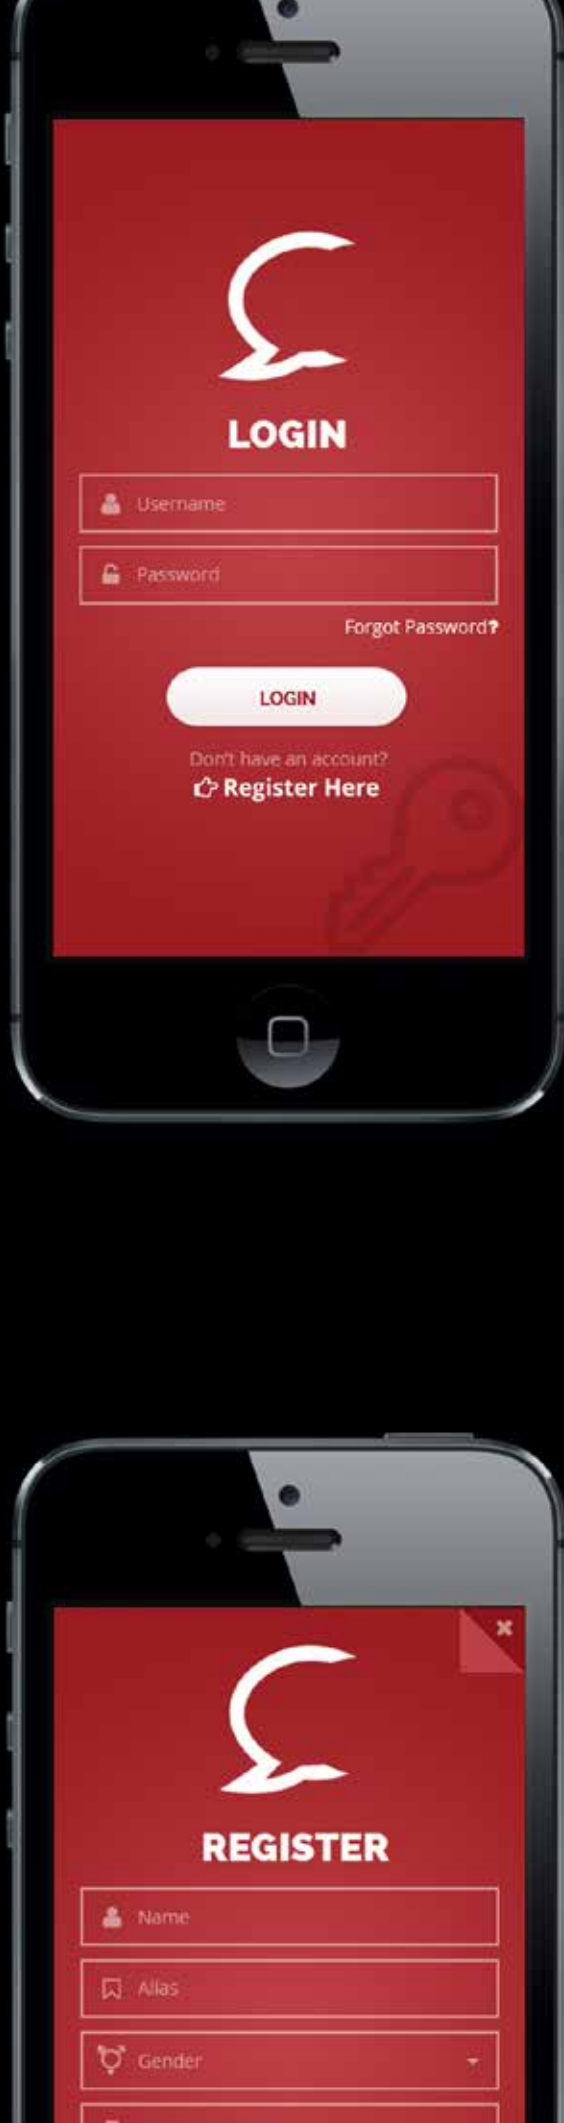 LOGIN
Username
Password
Forgot Password?
LOGIN
Don't have an account?
Register Here
REGISTER
Name
Alias
Gender